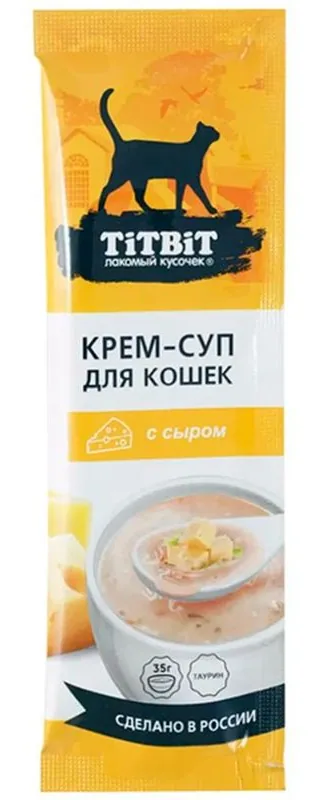 TiTBiT
лакомый кусочек®
КРЕМ-СУП
ДЛЯ КОШЕК
с сыром
35г
ТАУРИН
СДЕЛАНО В РОССИИ